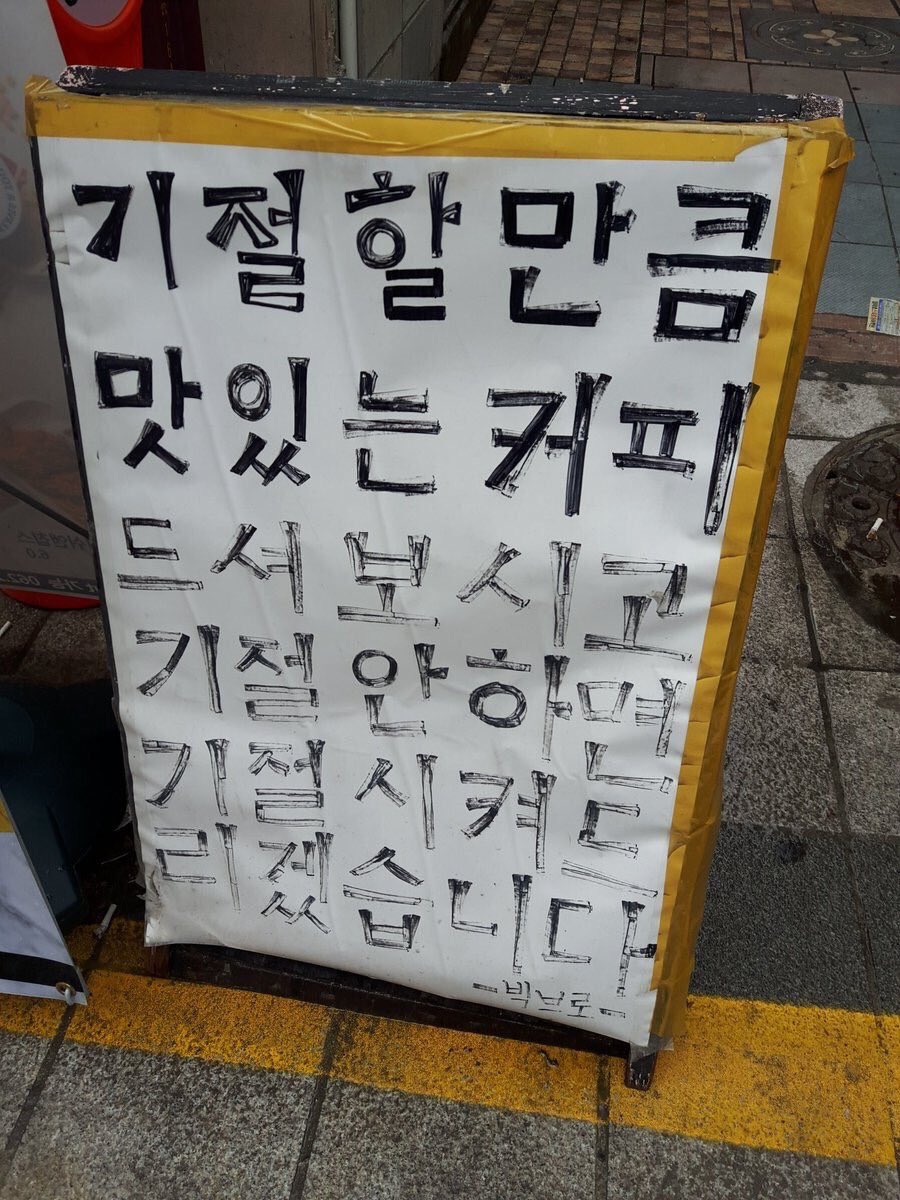 기절할만큼
맛있는커피
드셔보시고
기절안하면
기절시켜드
리겠습니다
-빅브로-